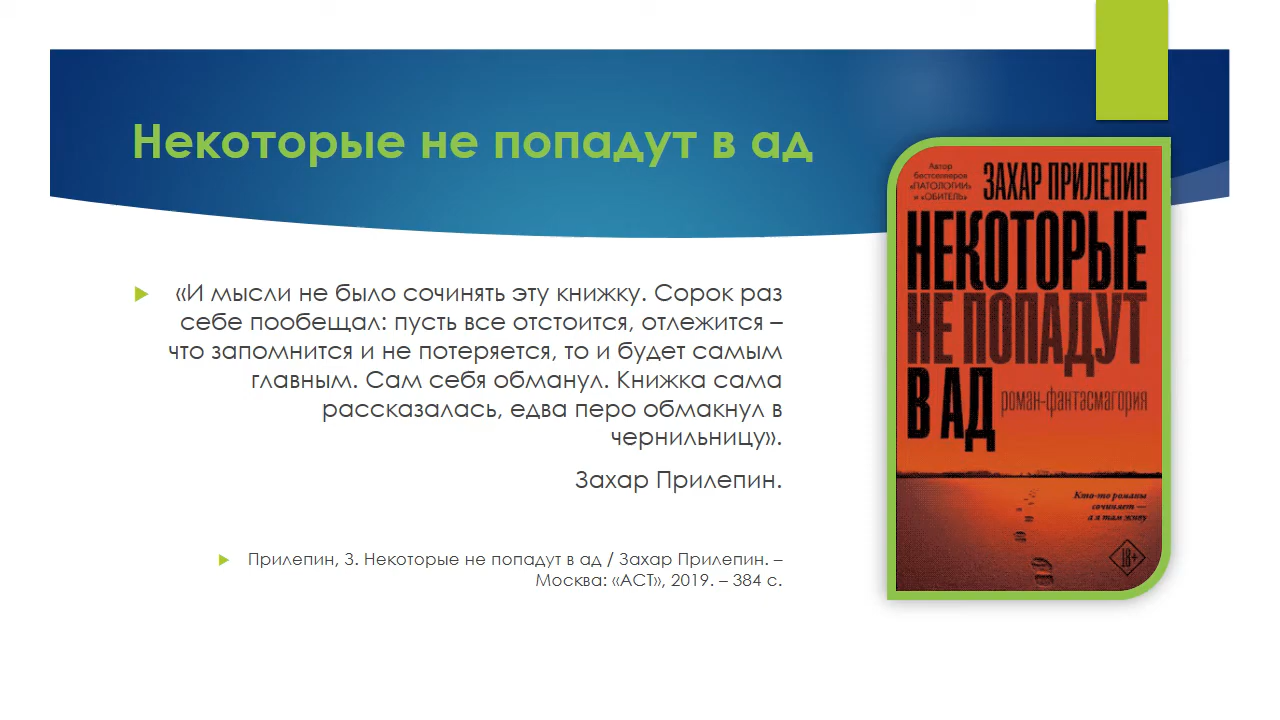 Некоторые не попадут в ад
«И мысли не было сочинять эту книжку. Сорок раз
себе пообещал: пусть все отстоится, отлежится –
что запомнится и не потеряется, то и будет самым
главным. Сам себя обманул. Книжка сама
рассказалась, едва перо обмакнул в
чернильницу».
Захар Прилепин.
Прилепин, З. Некоторые не попадут в ад / Захар Прилепин. –
Москва: «АСТ», 2019. – 384 с.
Автор
бестселлеров
«ПАТОЛОГИИ»
и «ОБИТЕЛЬ»
ЗАХАР ПРИЛЕПИН
НЕКОТОРЫЕ
НЕ ПОПАДУТ
В АД
роман-фантасмагория
Кто-то романы
сочиняет —
а я там живу
18+